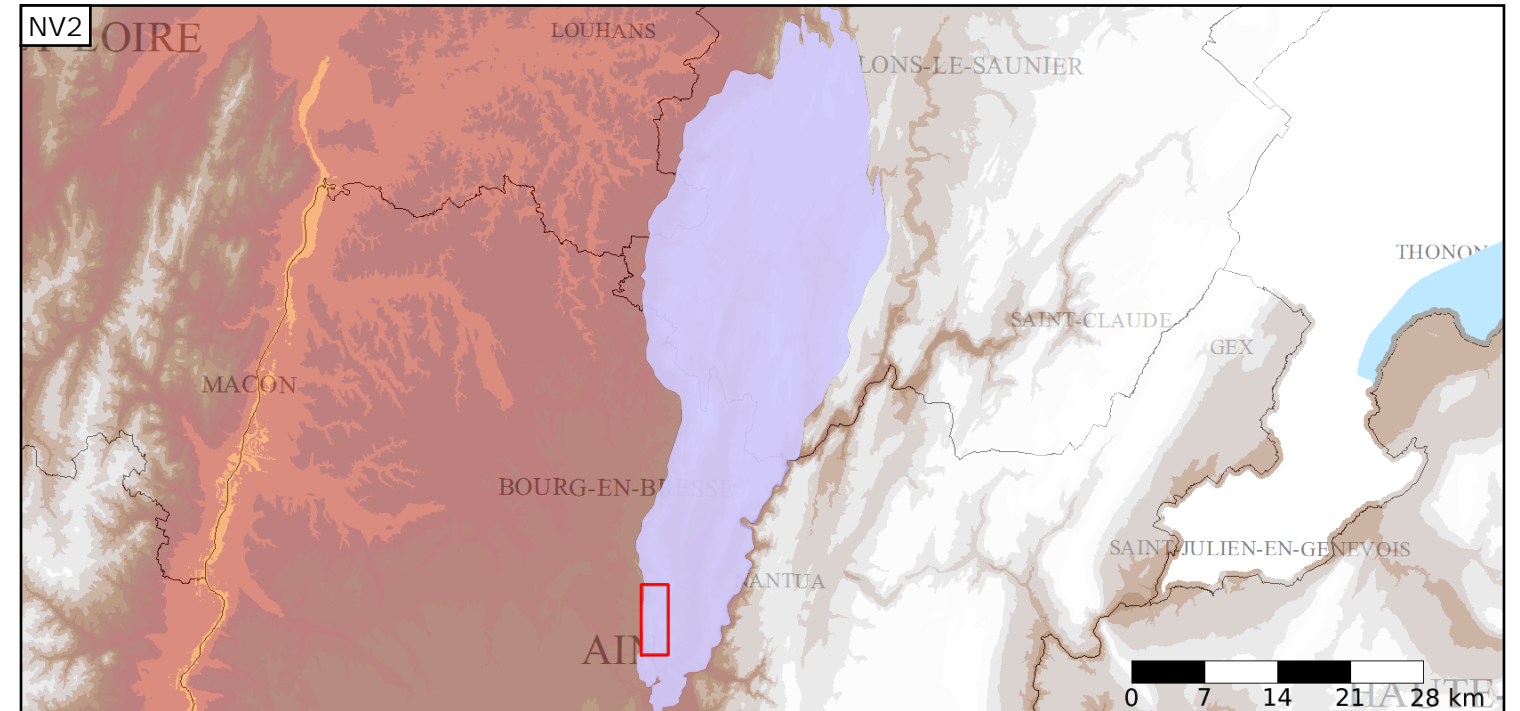 NV2
LOIRE
LOUHANS
LONS-LE-SAUNIER
THONON
SAINT-CLAUDE
GEX
MACON
BOURG-EN-BRESSE
SAINT-JULIEN-EN-GENEVOIS
NANTUA
AIN
HAUTE-
0 7 14 21 28 km